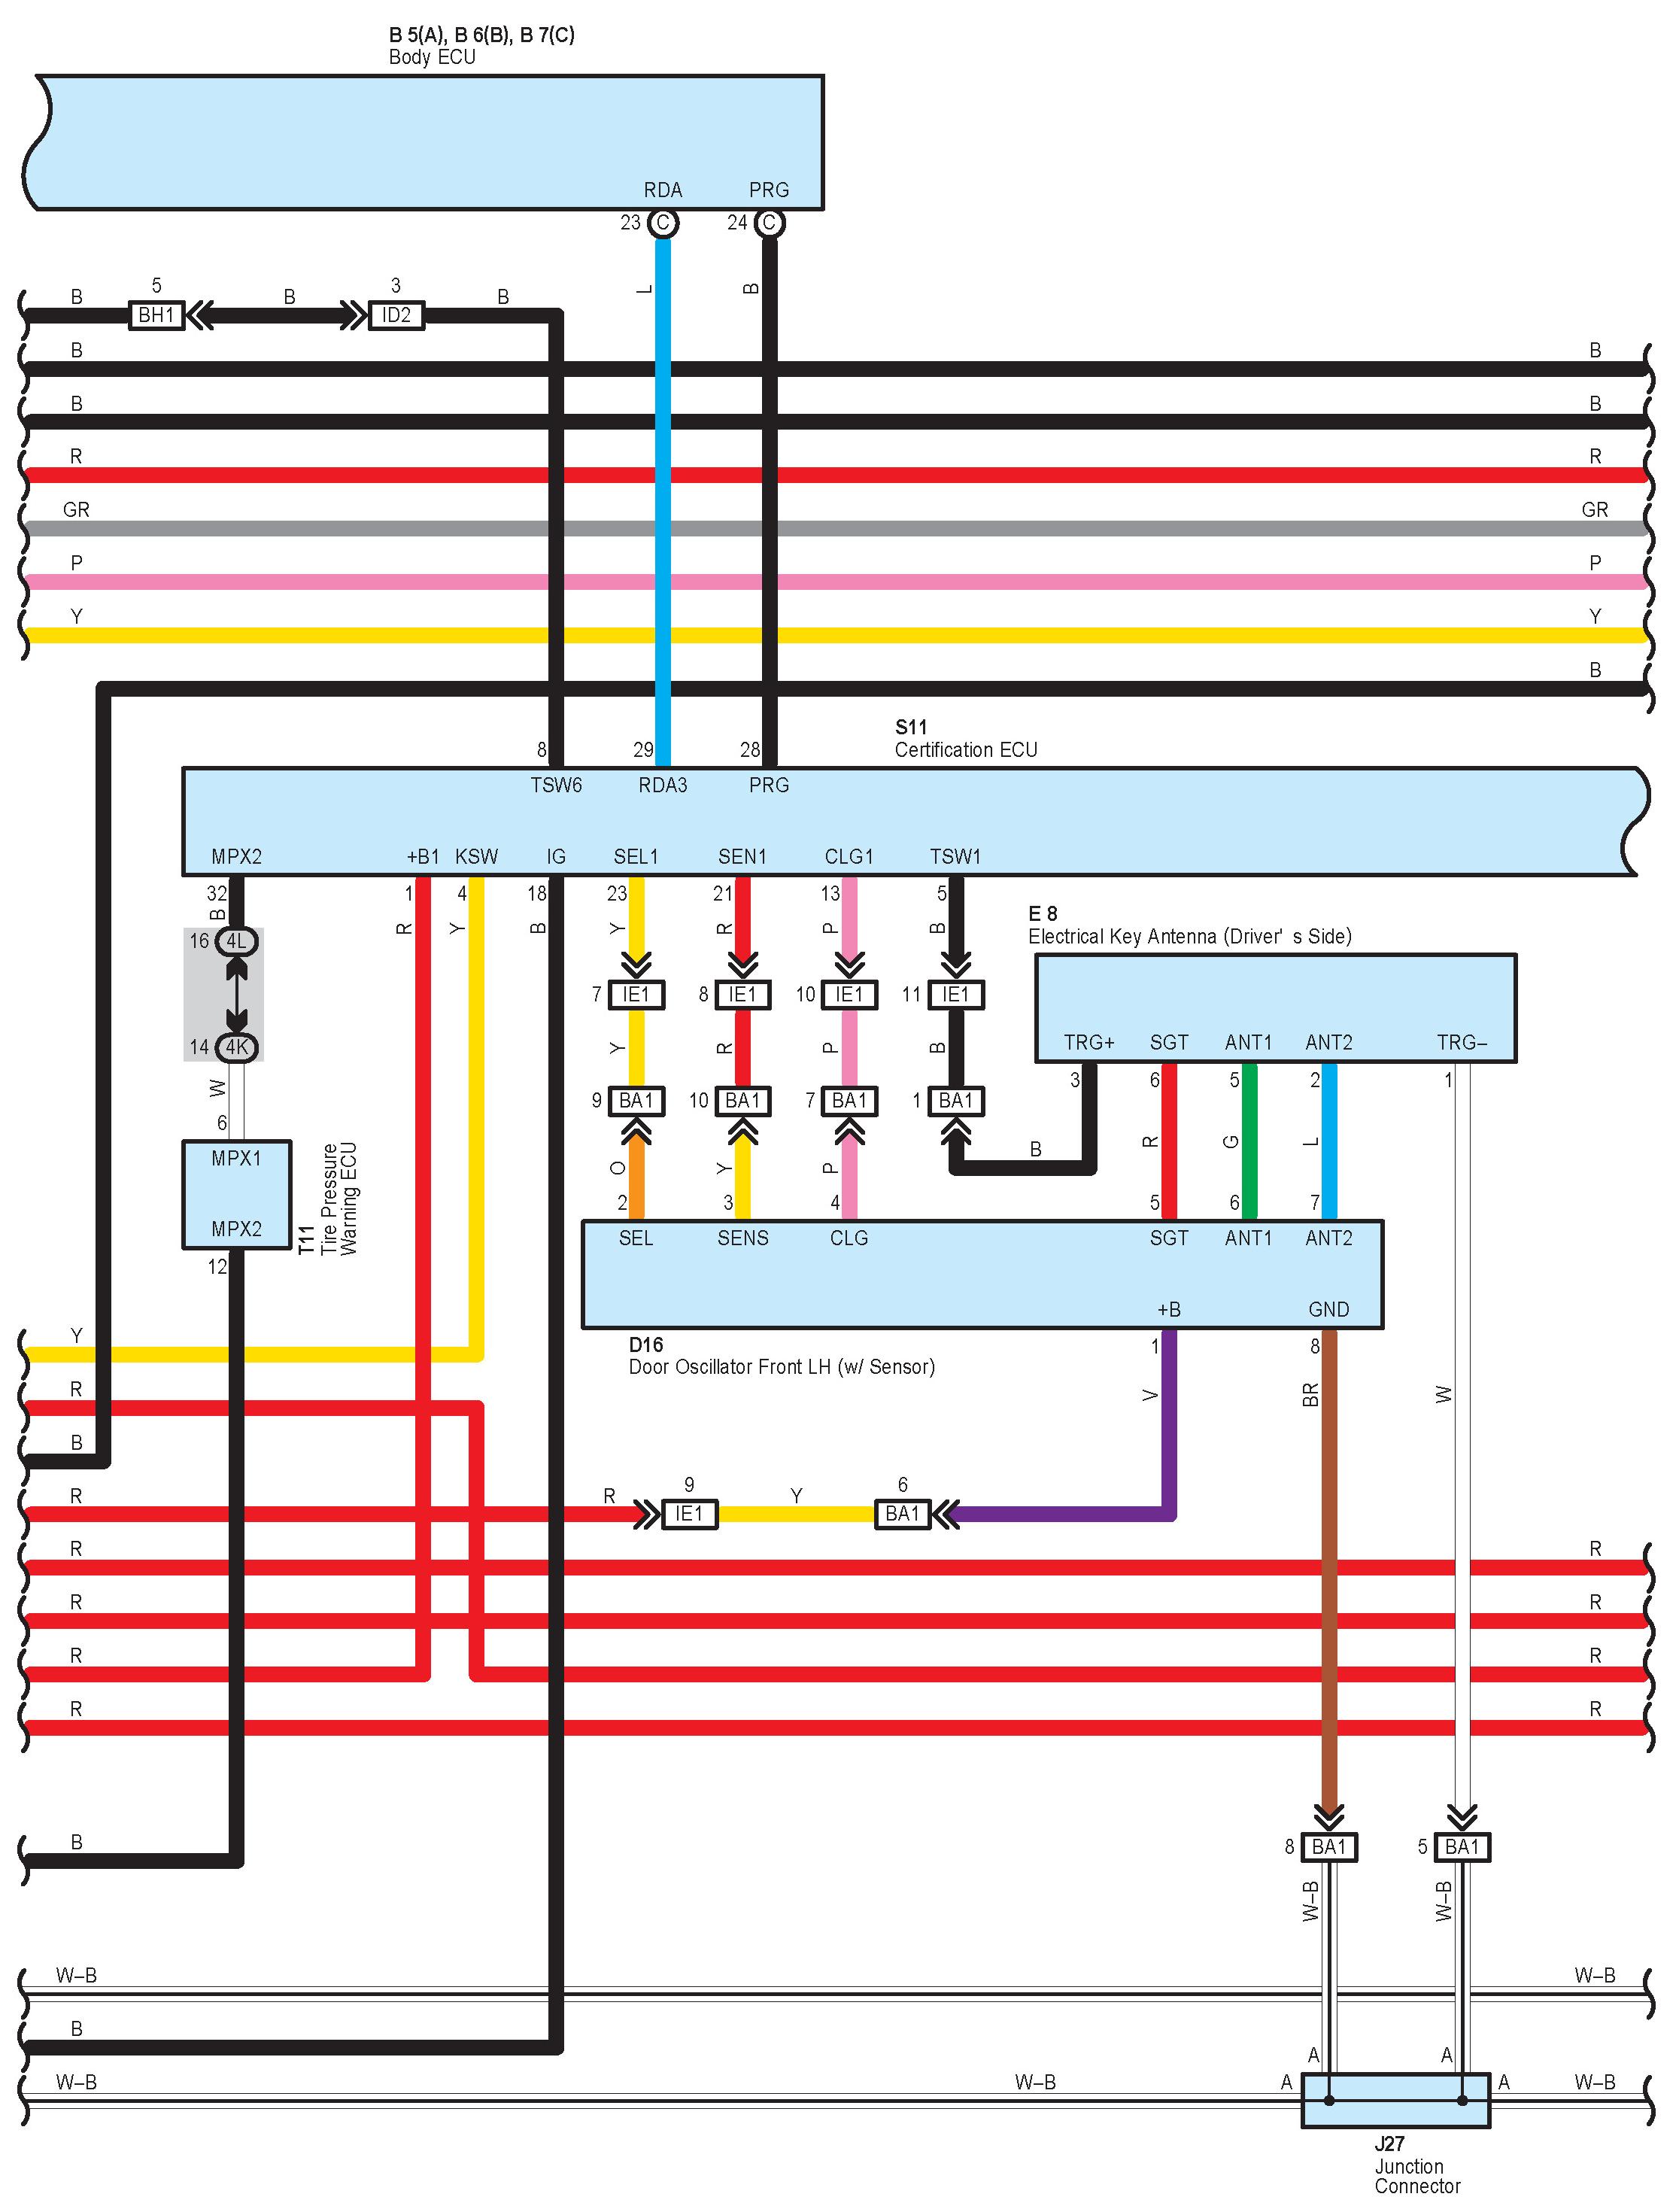 B 5(A), B 6(B), B 7(C)
Body ECU
RDA PRG
23 C 24 C
L B
5 3
B B B
BH1 ID2
B B
B B
R R
GR GR
P P
Y Y
B
S11
Certification ECU
8 29 28
TSW6 RDA3 PRG
MPX2 +B1 KSW IG SEL1 SEN1 CLG1 TSW1
32 1 4 18 23 21 13 5
B R Y B Y R P B
E 8
Electrical Key Antenna (Driver' s Side)
16 4L
7 IE1 8 IE1 10 IE1 11 IE1
14 4K
Y R P B
TRG+ SGT ANT1 ANT2 TRG–
3 6 5 2 1
W
9 BA1 10 BA1 7 BA1 1 BA1
6
MPX1
MPX2
T11
Tire Pressure
Warning ECU
12
O Y P B R G L
2 3 4 5 6 7
SEL SENS CLG SGT ANT1 ANT2
+B GND
D16
Door Oscillator Front LH (w/ Sensor)
1 8
V BR W
Y
R
B
9 6
R R Y
IE1 BA1
R R
R R
R R
R R
8 BA1 5 BA1
B
W–B W–B
W–B W–B
B
A A
W–B W–B A A W–B
J27
Junction
Connector